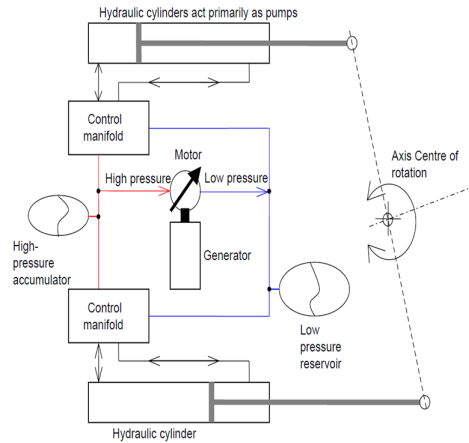 Hydraulic cylinders act primarily as pumps
Control
manifold
Motor
High pressure
Low pressure
Axis Centre of
rotation
High-
pressure
accumulator
Generator
Control
manifold
Low
pressure
reservoir
Hydraulic cylinder